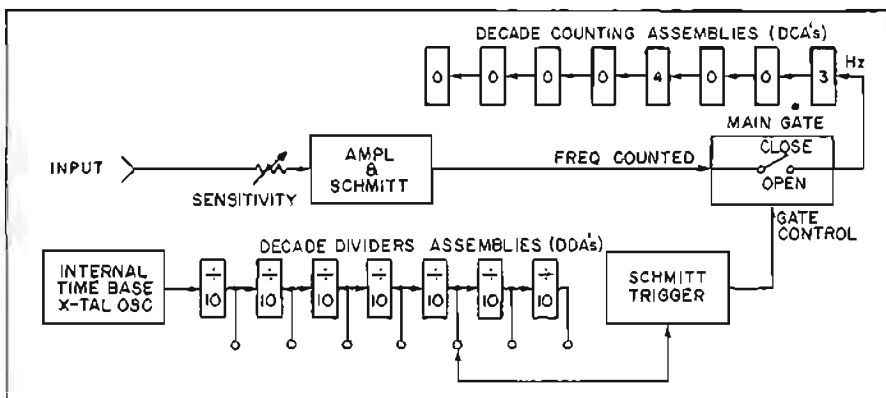 DECADE COUNTING ASSEMBLIES (DCA's)
0 0 0 0 4 0 0 3
Hz
MAIN GATE
CLOSE
OPEN
INPUT
SENSITIVITY
AMPL
&
SCHMITT
FREQ COUNTED
GATE
CONTROL
DECADE DIVIDERS ASSEMBLIES (DDA's)
INTERNAL
TIME BASE
X-TAL OSC
÷ ÷ ÷ ÷ ÷ ÷ ÷
10 10 10 10 10 10 10
SCHMITT
TRIGGER